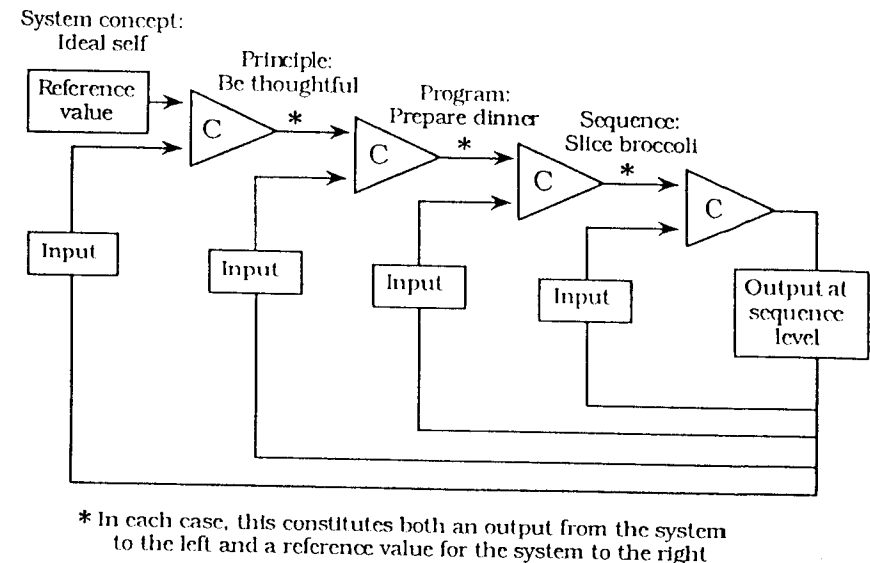 System concept:
Ideal self
Principle:
Be thoughtful
Program:
Prepare dinner
Sequence:
Slice broccoli
Reference
value
C
*
C
*
C
*
C
Input
Input
Input
Input
Output at
sequence
level
* In each case, this constitutes both an output from the system
to the left and a reference value for the system to the right